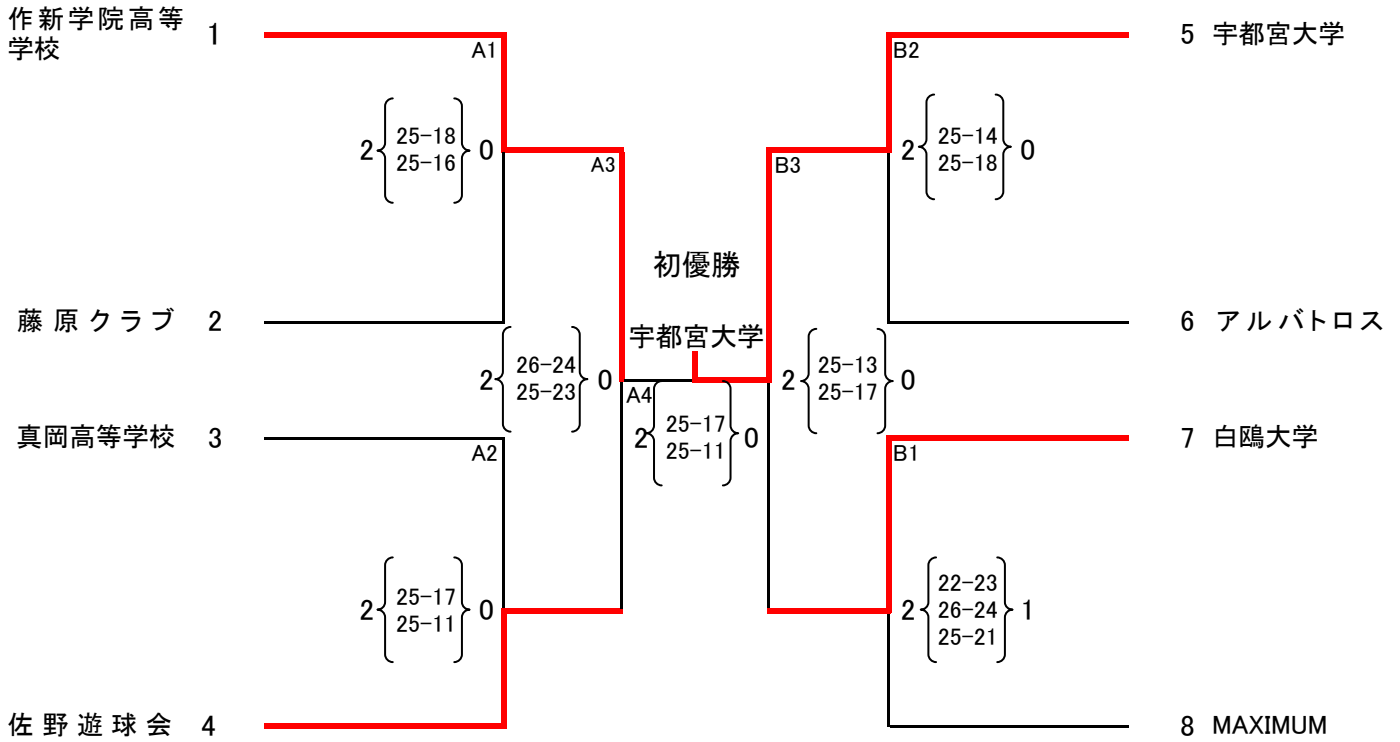 作新学院高等
学校 1
A1
B2
5 宇都宮大学
2 25-18 0
25-16
2 25-14 0
25-18
A3
B3
初優勝
藤原クラブ 2
宇都宮大学
6 アルバトロス
2 26-24 0
25-23
2 25-13 0
25-17
A4
2 25-17 0
25-11
真岡高等学校 3
A2
B1
7 白鴎大学
2 25-17 0
25-11
2 22-23 1
26-24
25-21
佐野遊球会 4
8 MAXIMUM